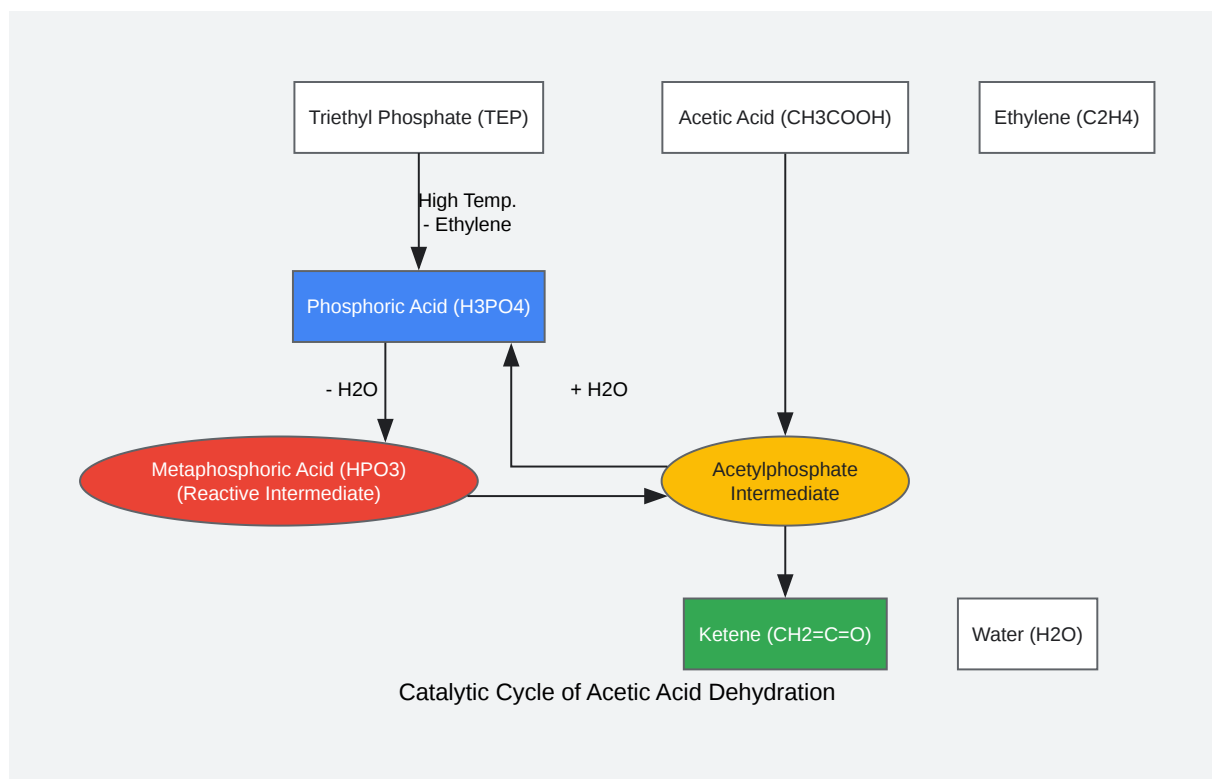 Triethyl Phosphate (TEP)
Acetic Acid (CH3COOH)
Ethylene (C2H4)
High Temp.
- Ethylene
Phosphoric Acid (H3PO4)
- H2O
+ H2O
Metaphosphoric Acid (HPO3)
(Reactive Intermediate)
Acetylphosphate
Intermediate
Ketene (CH2=C=O)
Water (H2O)
Catalytic Cycle of Acetic Acid Dehydration